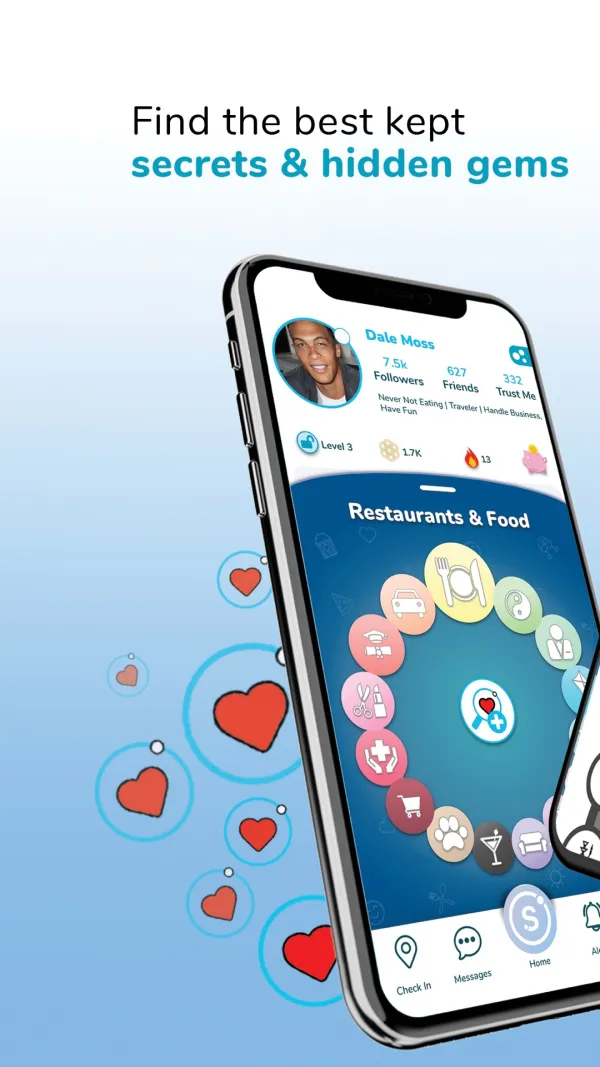 Find the best kept
secrets & hidden gems
Dale Moss
7.5k
Followers
627
Friends
332
Trust Me
Never Not Eating | Traveler | Handle Business,
Have Fun
Level 3
1.7K
13
Restaurants & Food
S
Check In
Messages
Home